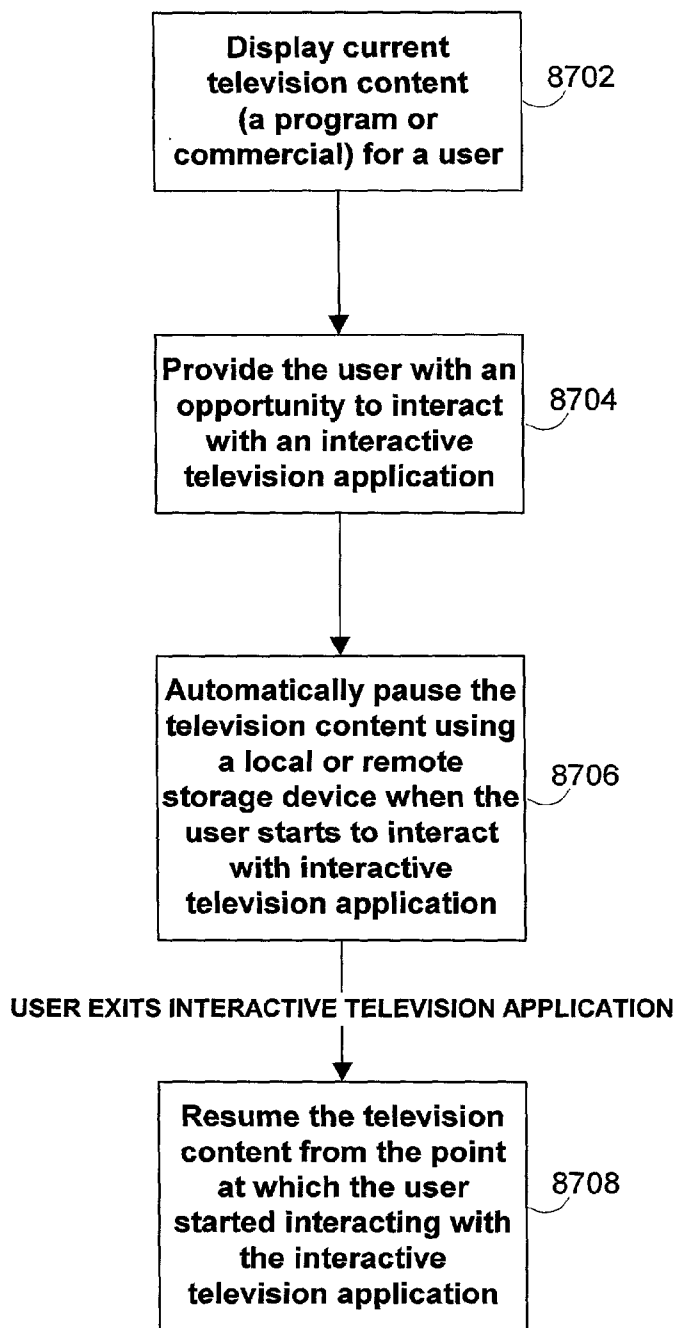 Display current
television content
(a program or
commercial) for a user
8702
Provide the user with an
opportunity to interact
with an interactive
television application
8704
Automatically pause the
television content using
a local or remote
storage device when the
user starts to interact
with interactive
television application
8706
USER EXITS INTERACTIVE TELEVISION APPLICATION
Resume the television
content from the point
at which the user
started interacting with
the interactive
television application
8708